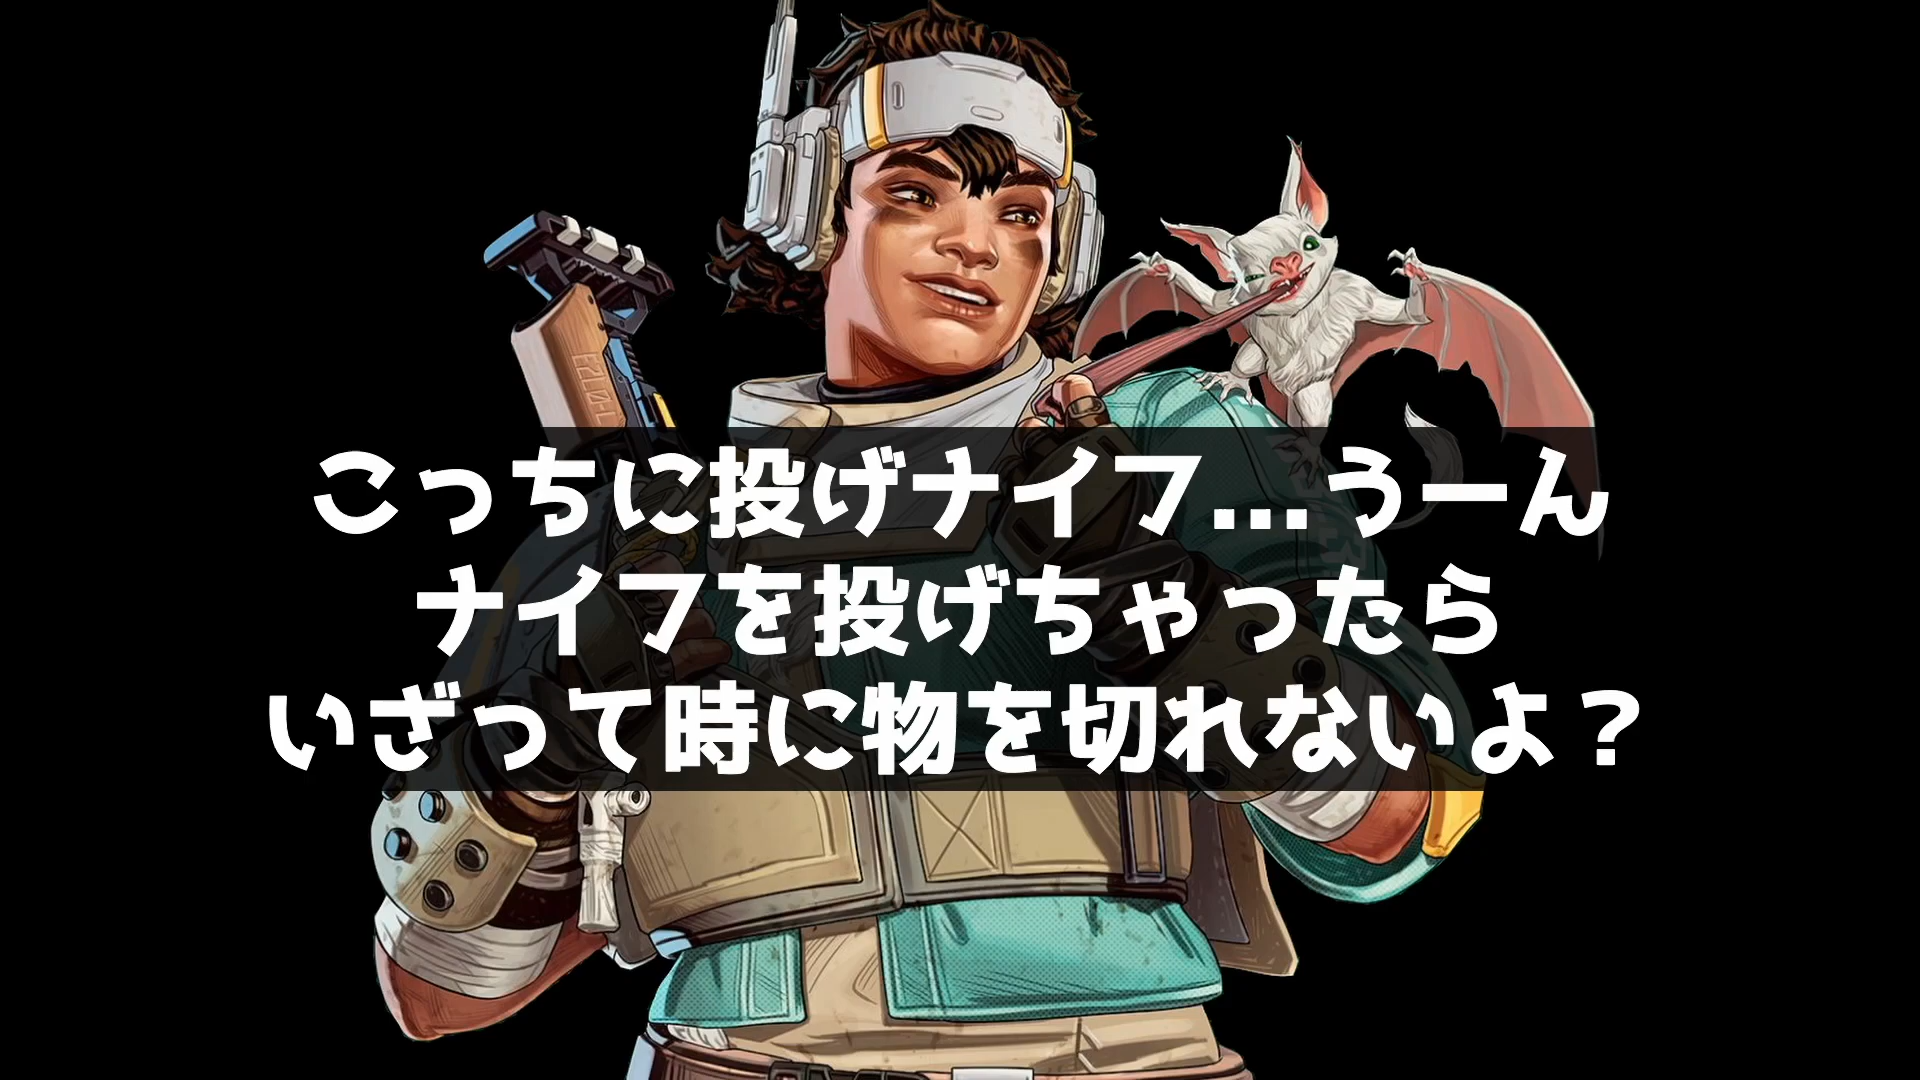 こっちに投げナイフ…うーん
ナイフを投げちゃったら
いざって時に物を切れないよ？